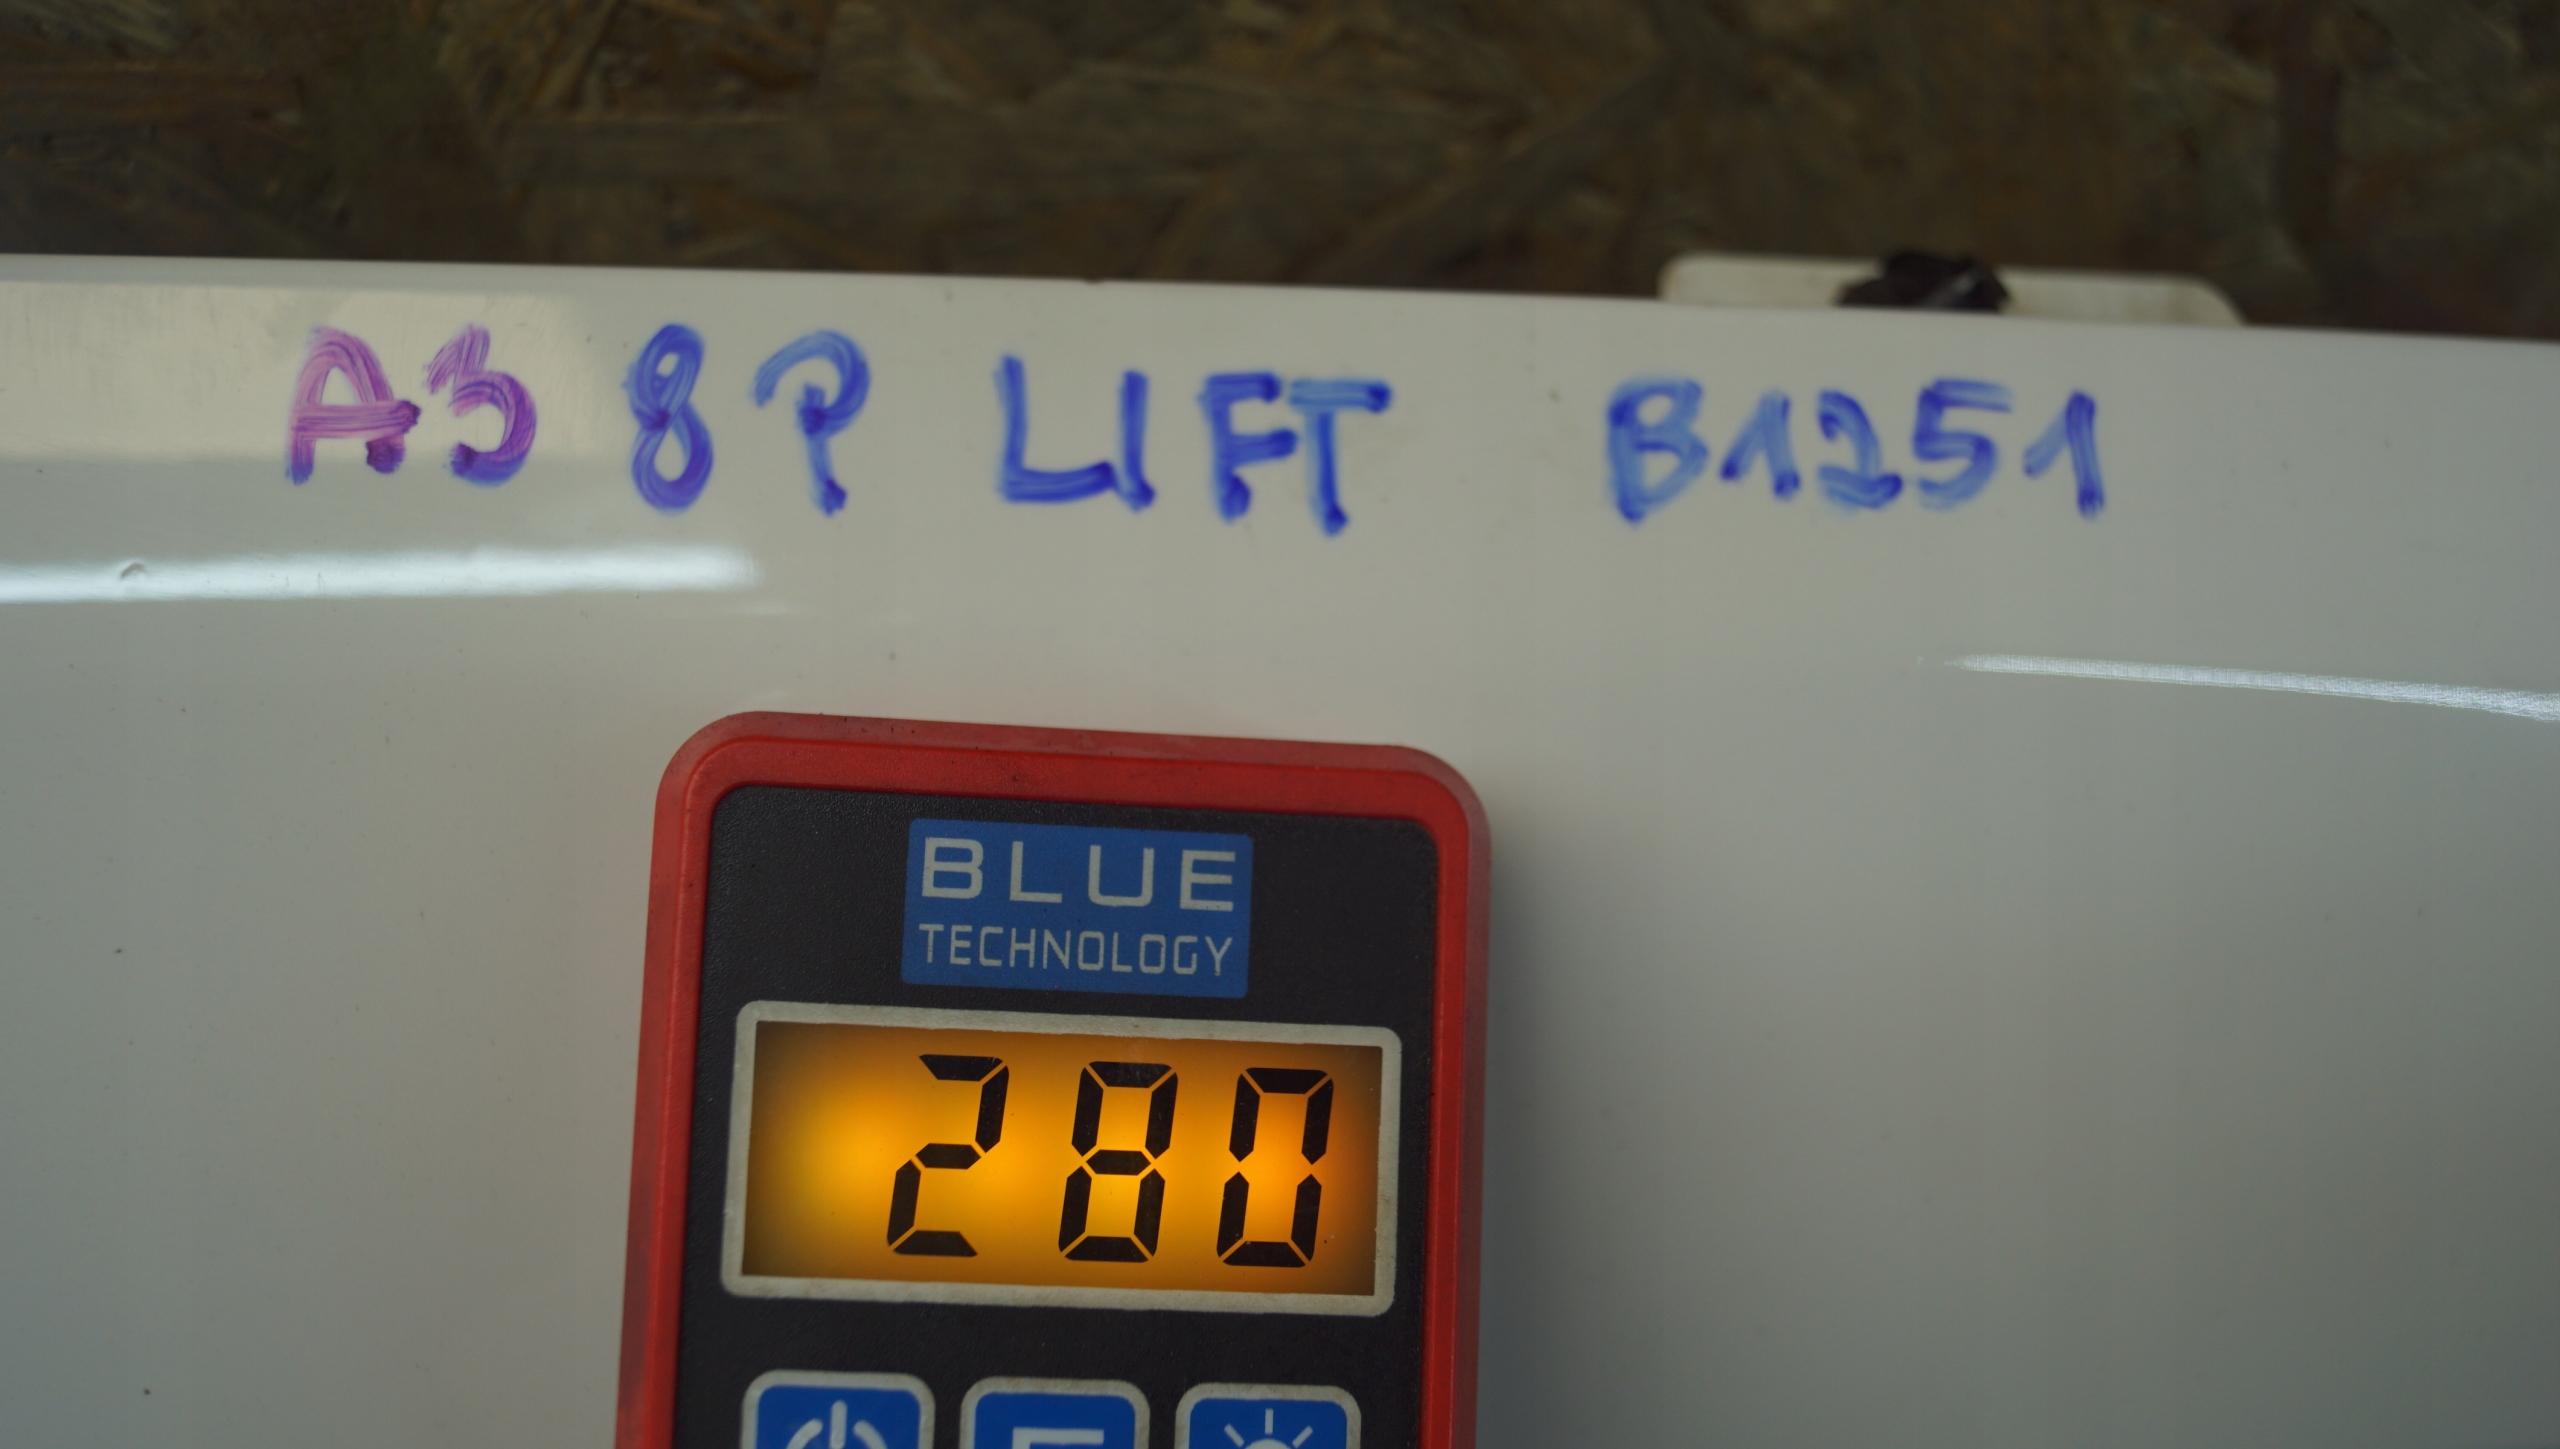 A3 8P LIFT B1251
BLUE
TECHNOLOGY
280